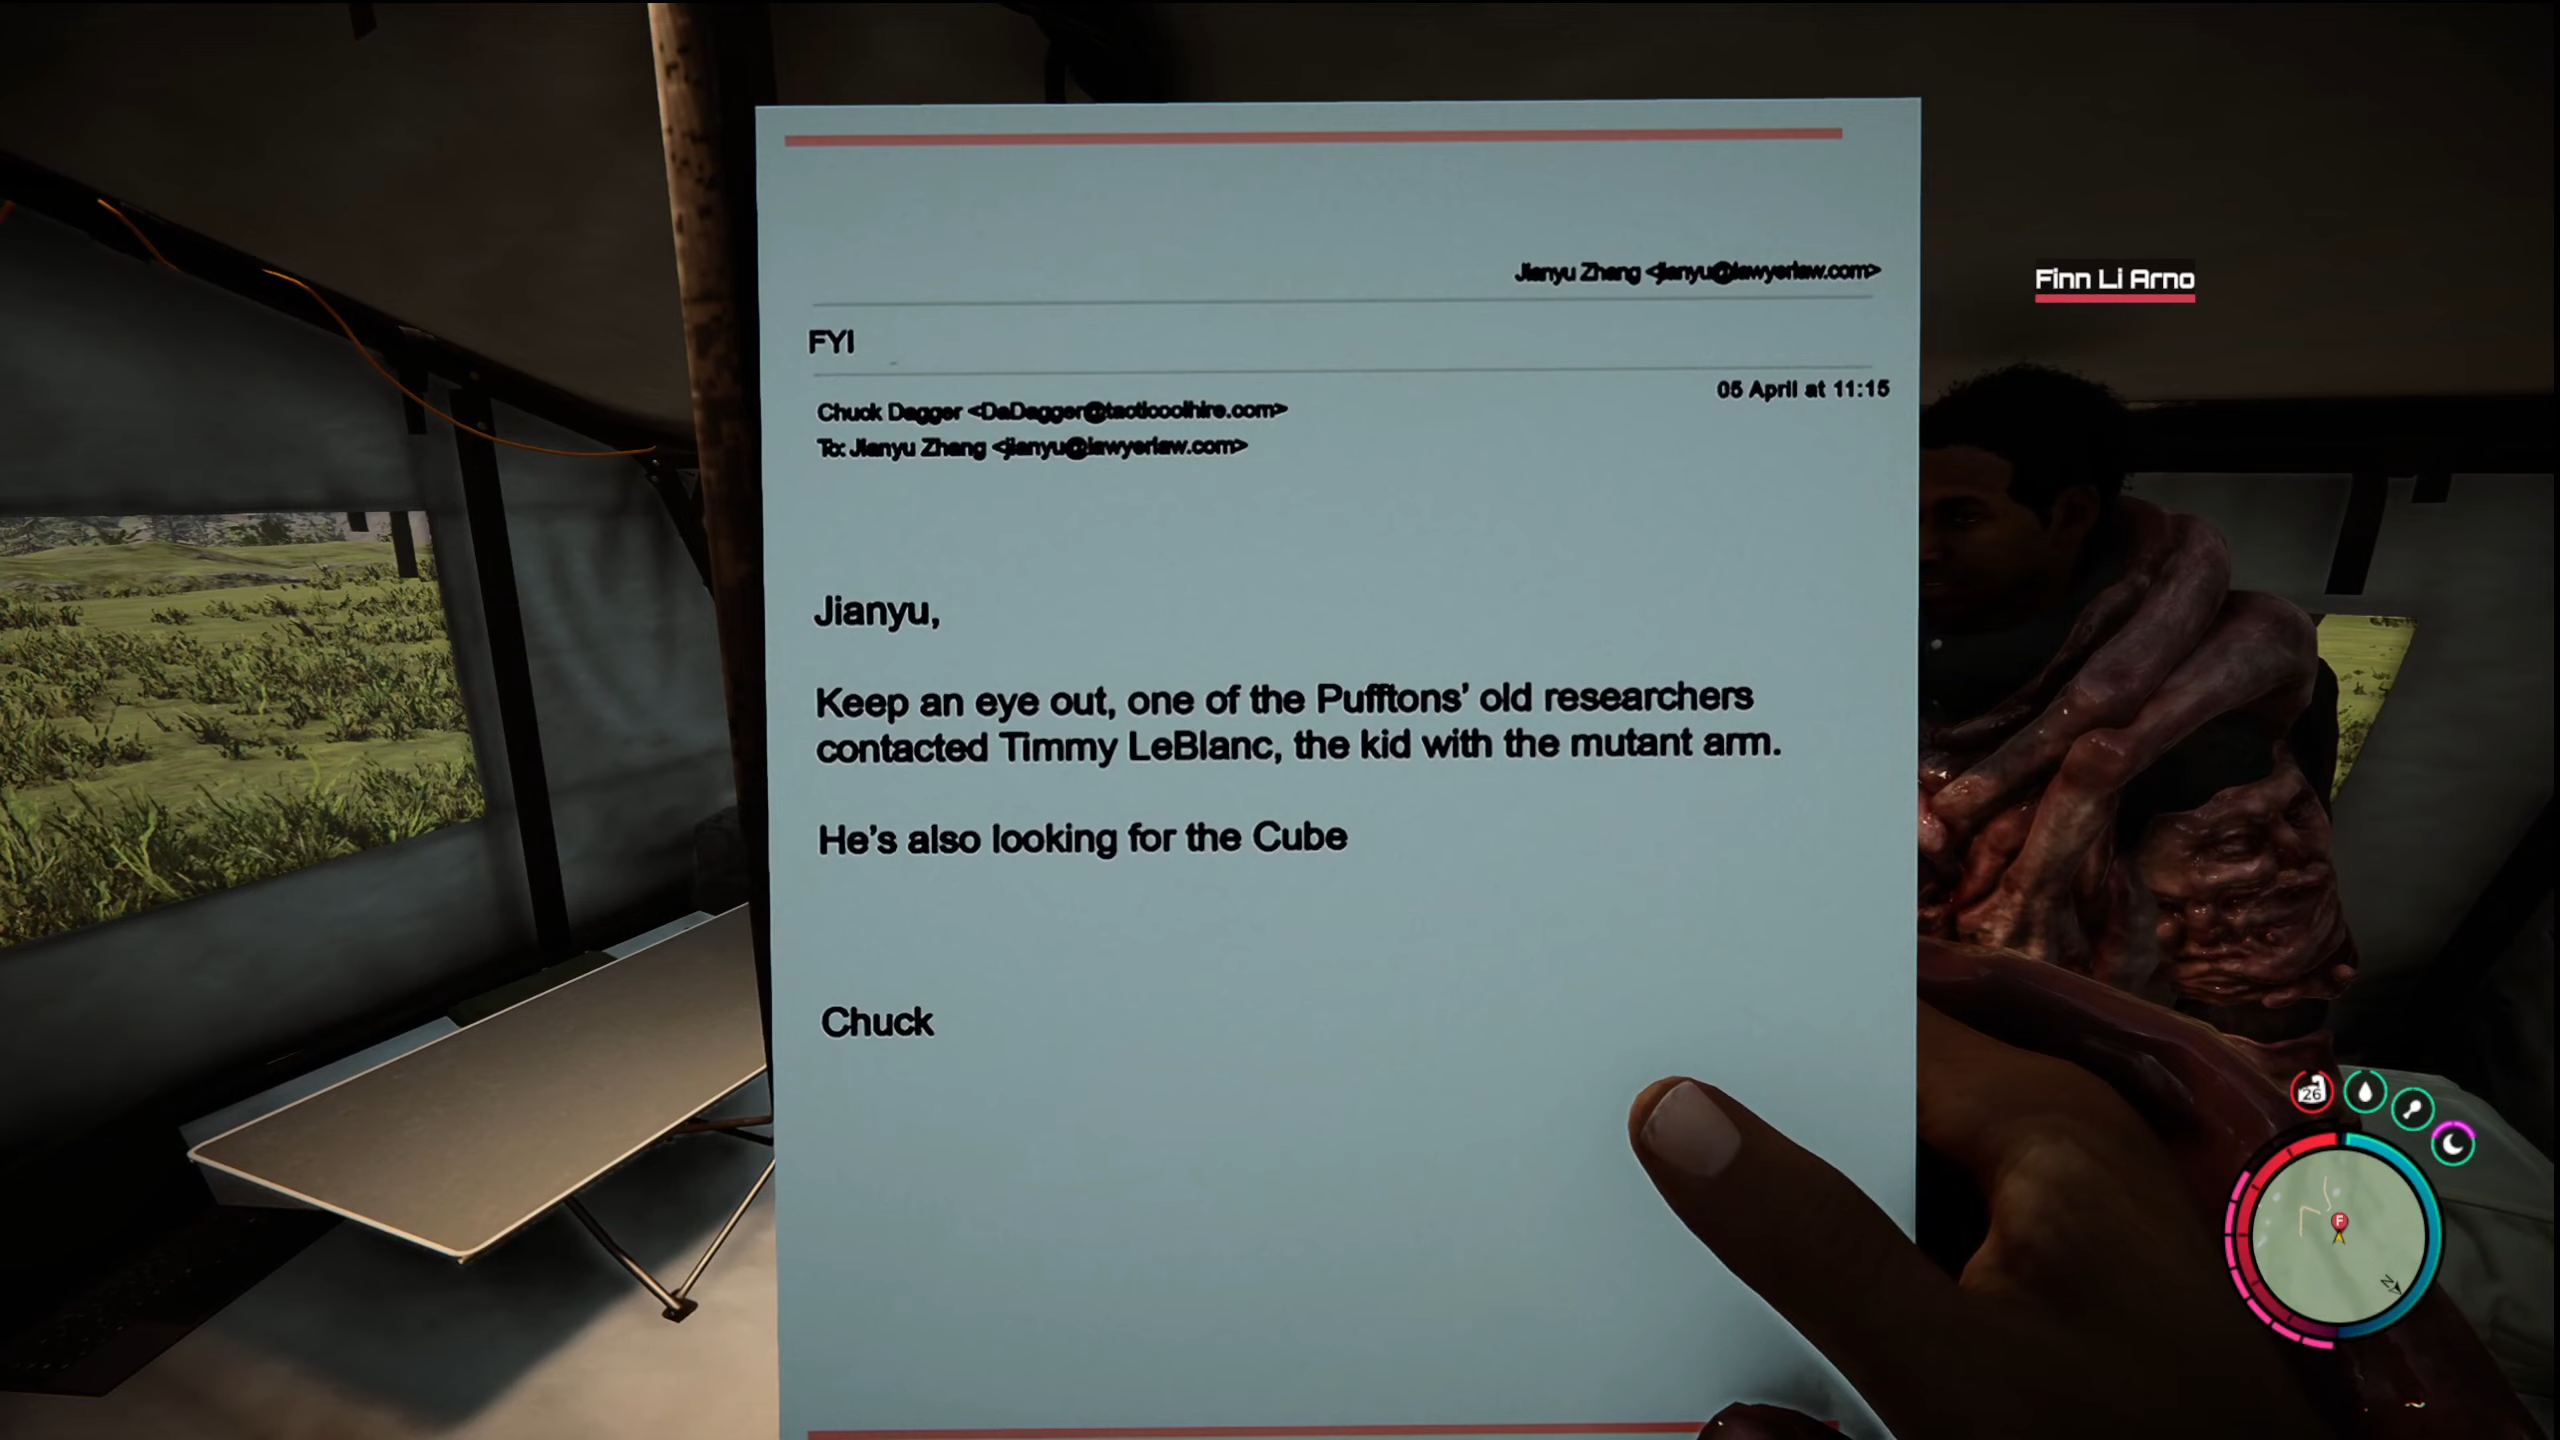 Jianyu Zhang <jianyu@lawyerlaw.com>
Finn Li Arno
FYI
05 April at 11:15
Chuck Dagger <DaDagger@tacticoolhire.com>
To: Jianyu Zhang <jianyu@lawyerlaw.com>
Jianyu,
Keep an eye out, one of the Pufftons’ old researchers
contacted Timmy LeBlanc, the kid with the mutant arm.
He’s also looking for the Cube
Chuck
26
F
N